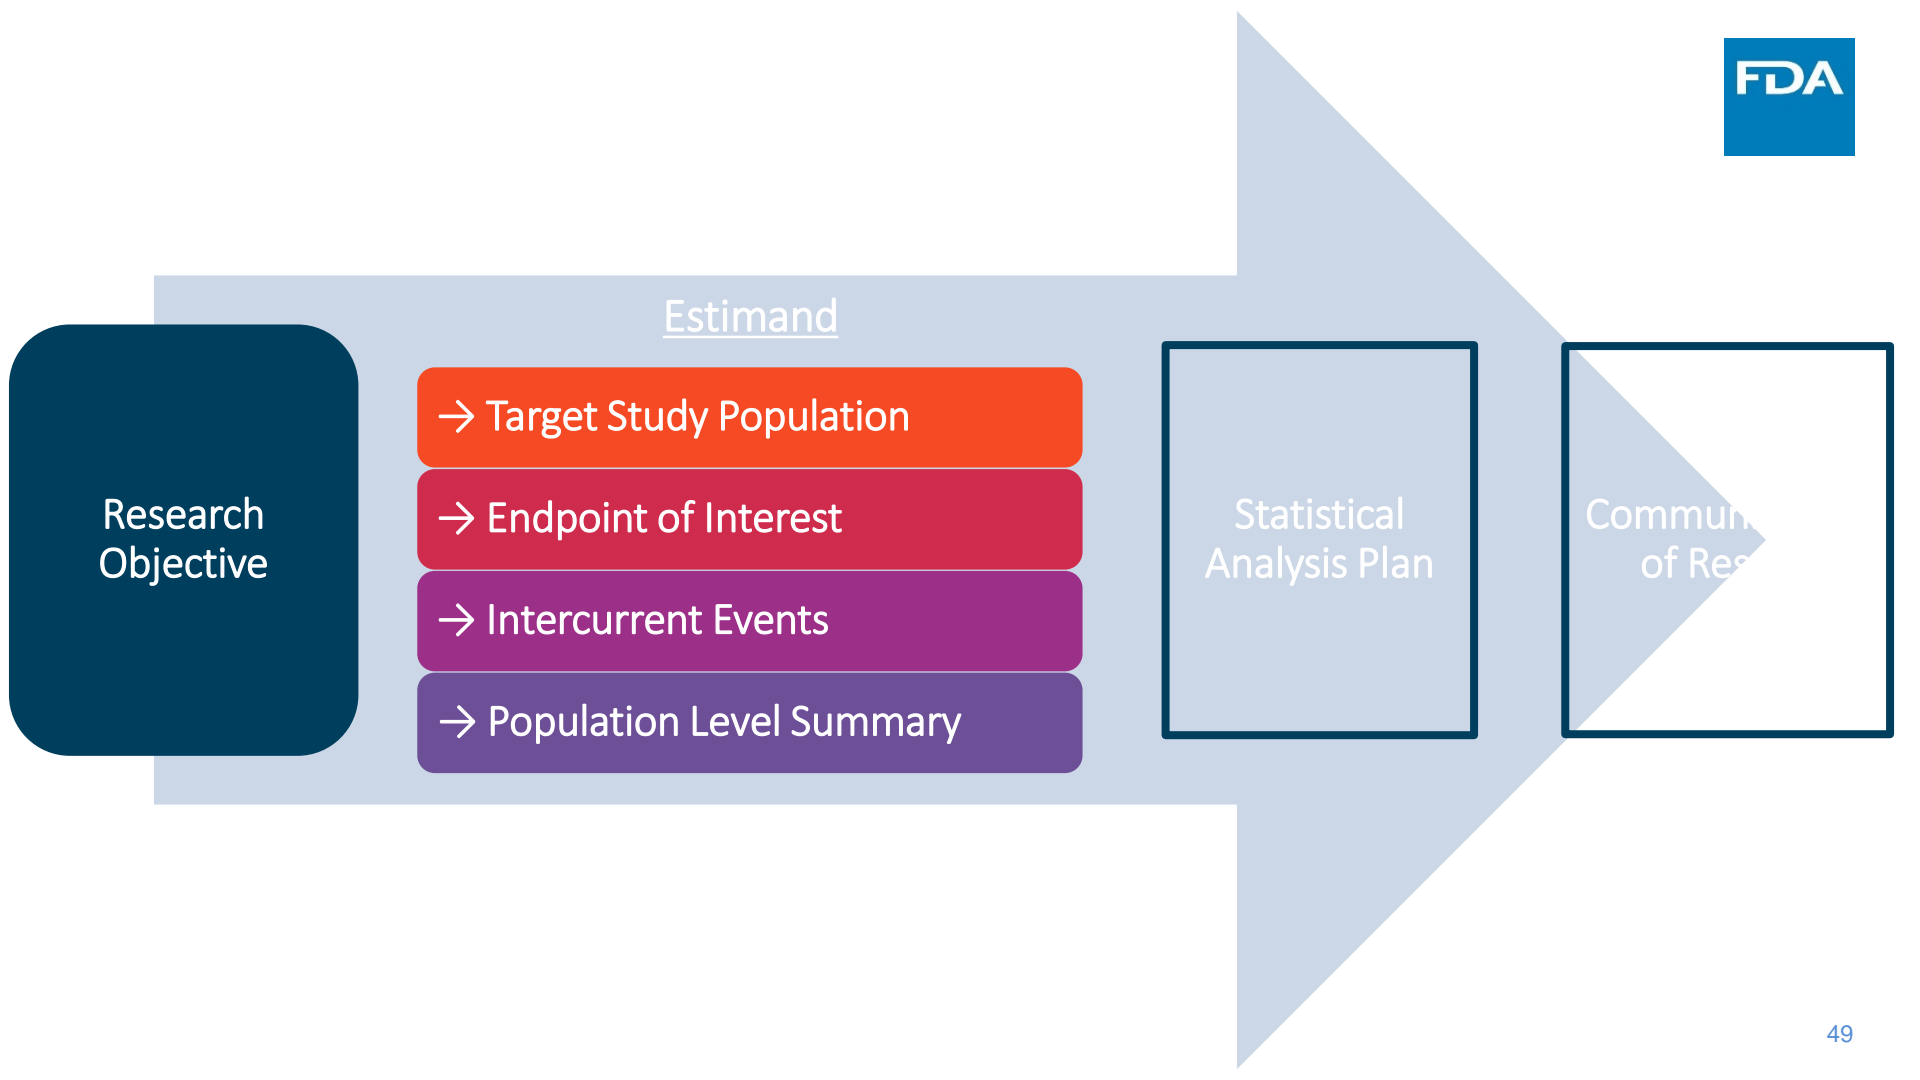 FDA
Estimand
Research
Objective
→ Target Study Population
→ Endpoint of Interest
→ Intercurrent Events
→ Population Level Summary
Statistical
Analysis Plan
of
49